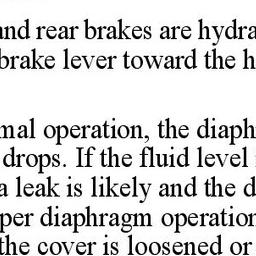 and rear brakes are hydra
brake lever toward the h
mal operation, the diaph
drops. If the fluid level
a leak is likely and the d
per diaphragm operation
the cover is loosened or